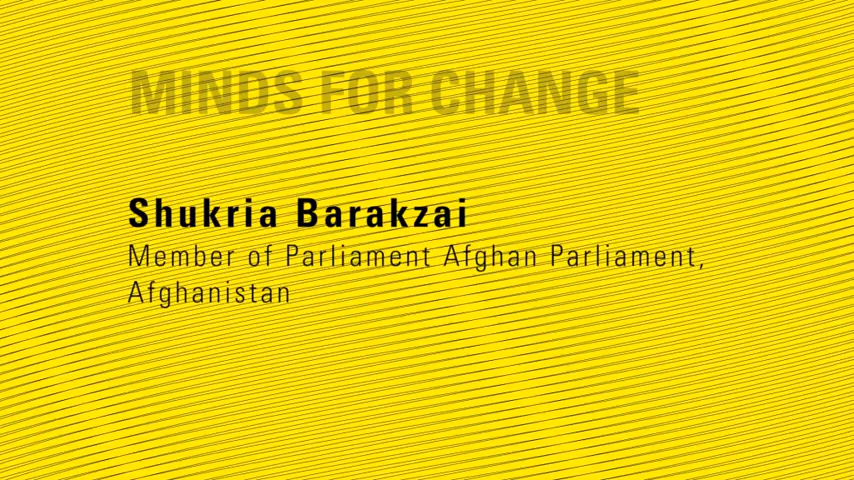 MINDS FOR CHANGE
Shukria Barakzai
Member of Parliament Afghan Parliament,
Afghanistan